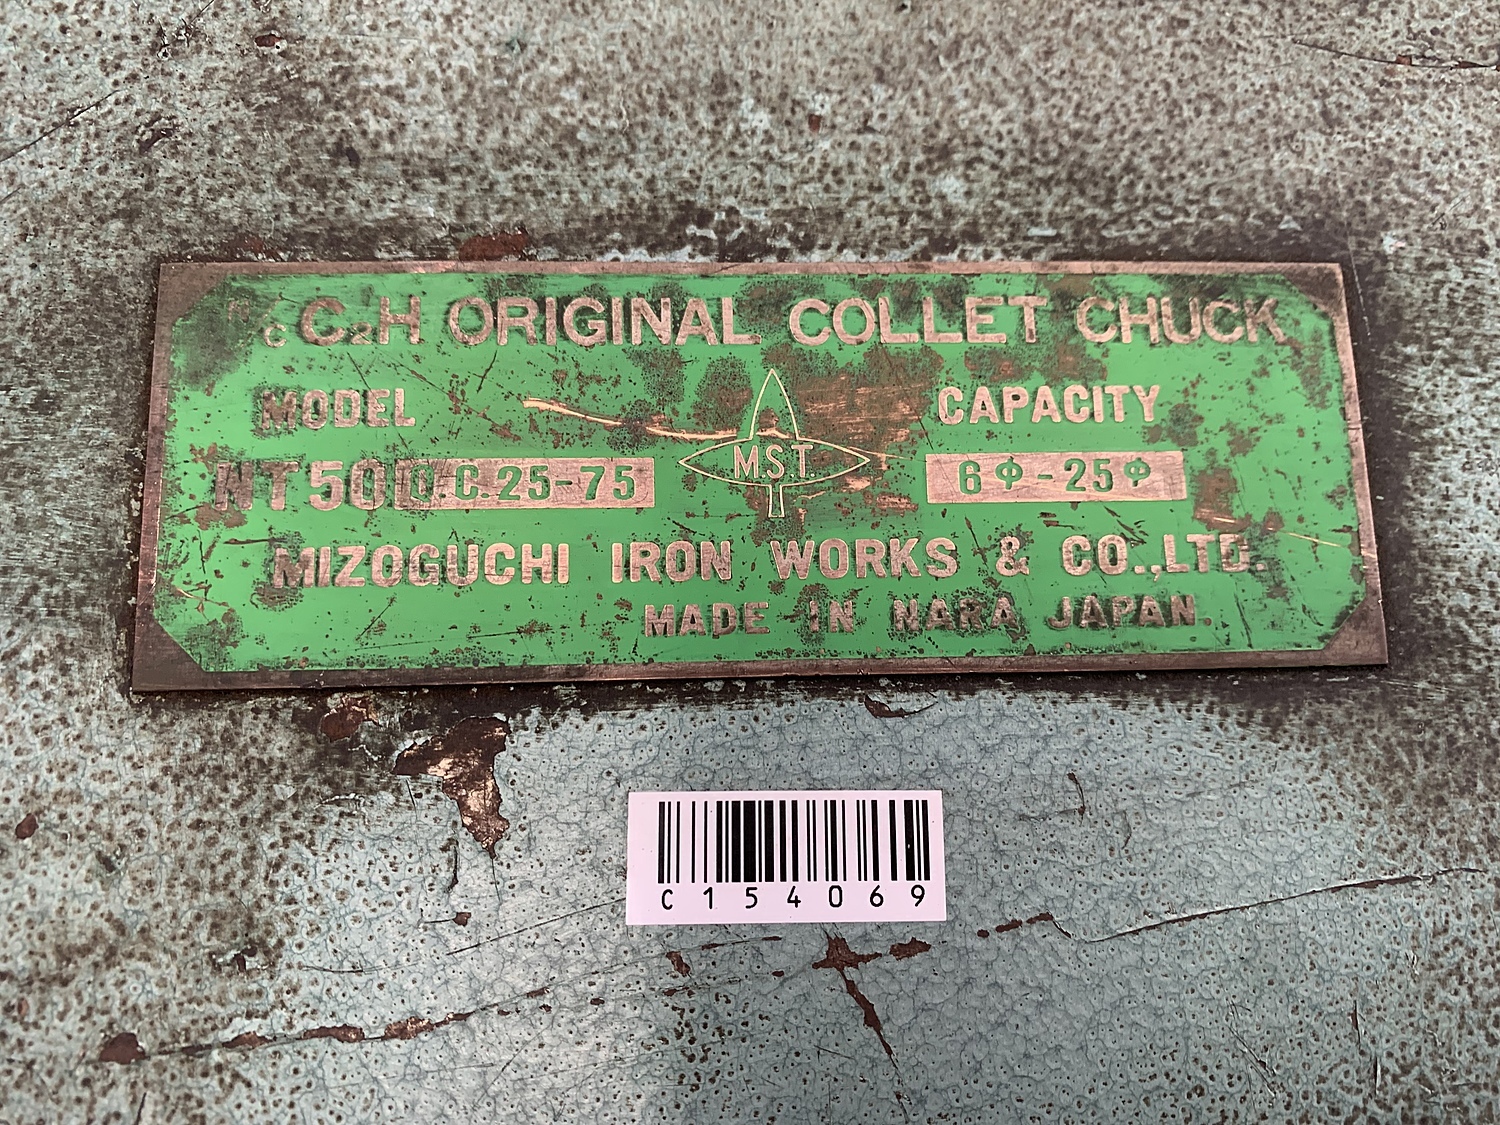 C₂H ORIGINAL COLLET CHUCK
MODEL
CAPACITY
NT50 Q.C.25-75
M.S.T.
6Φ-25Φ
MIZOGUCHI IRON WORKS & CO.,LTD.
MADE IN NARA JAPAN.
C154069